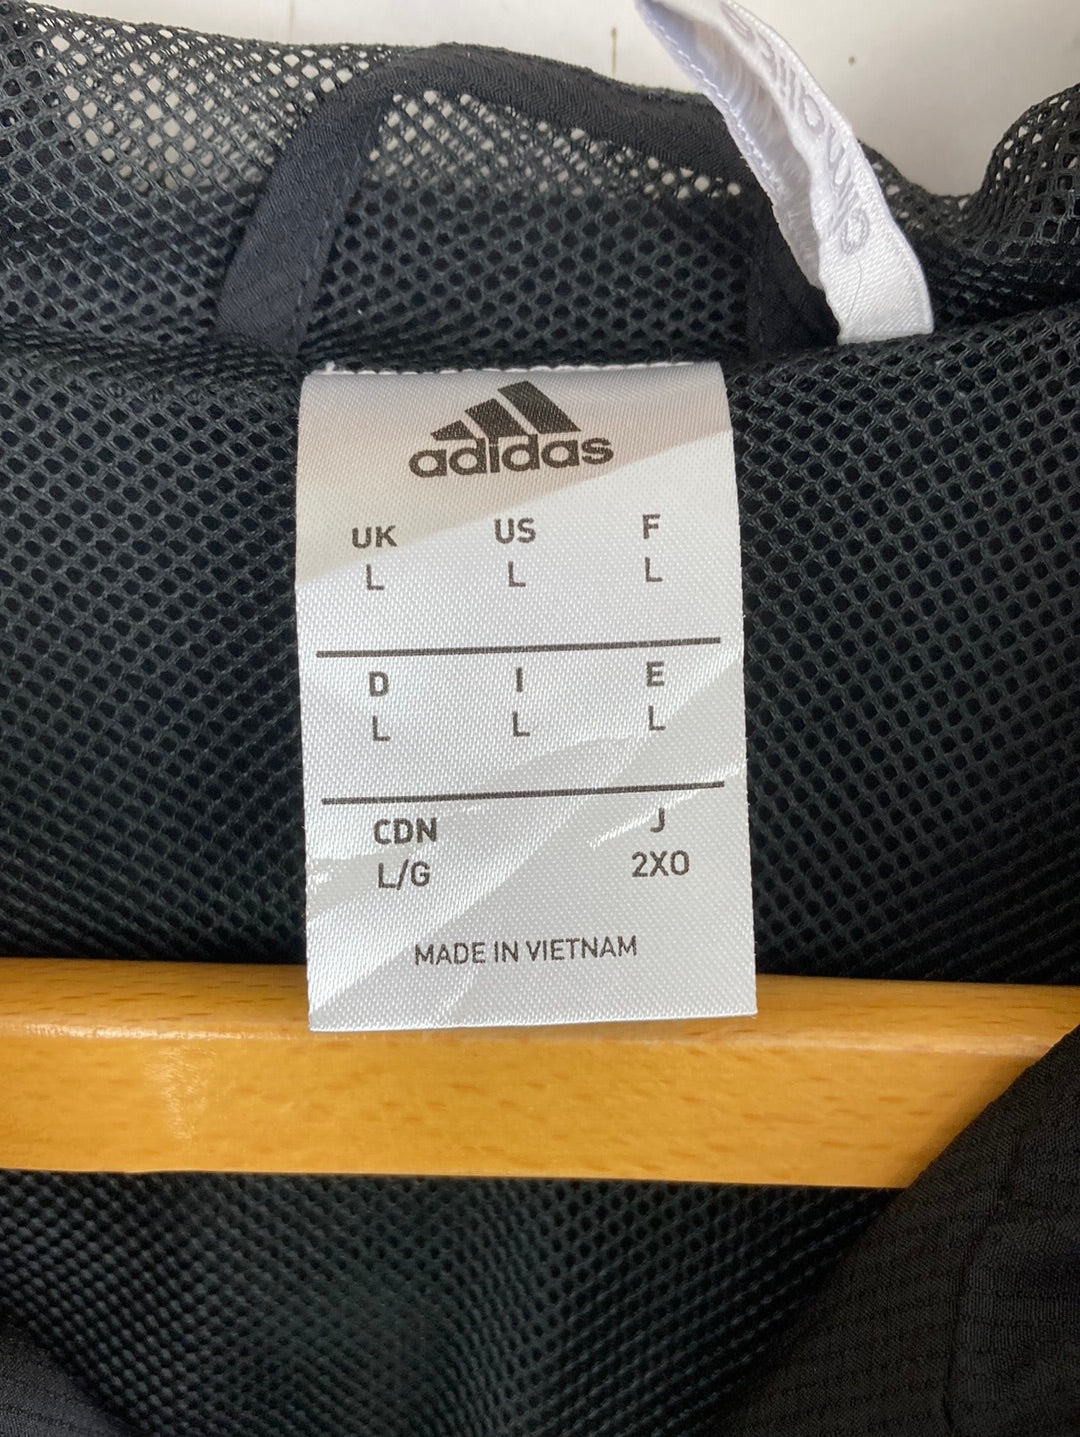 adidas
UK US F
L L L
D I E
L L L
CDN J
L/G 2XO
MADE IN VIETNAM